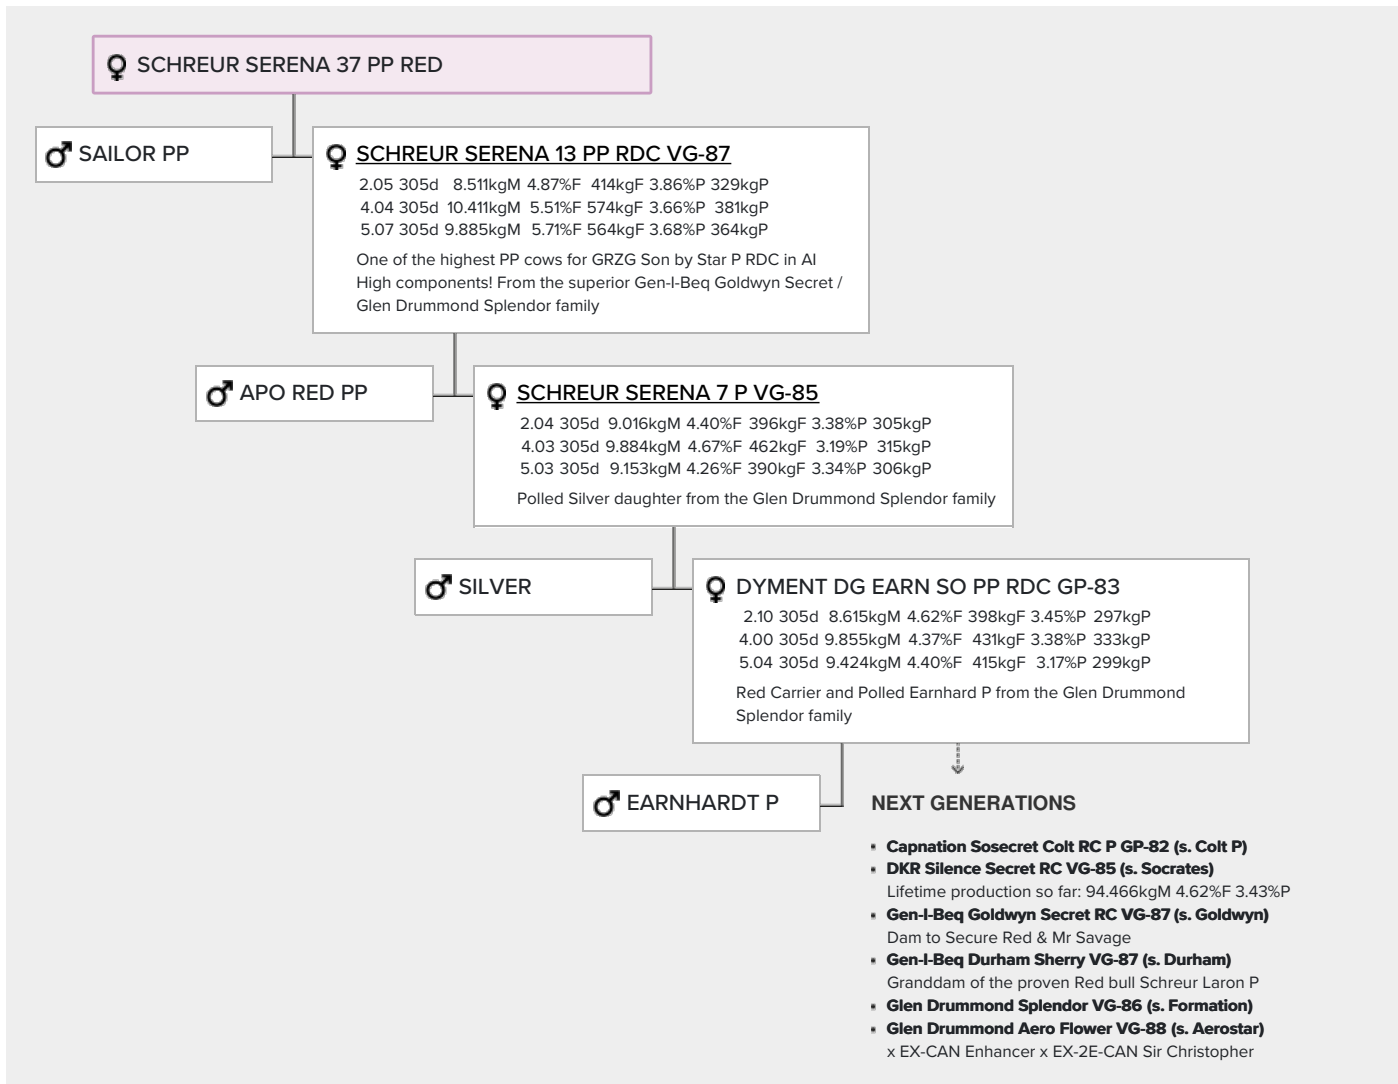 SCHREUR SERENA 37 PP RED
SAILOR PP
SCHREUR SERENA 13 PP RDC VG-87
2.05 305d 8.511kgM 4.87%F 414kgF 3.86%P 329kgP
4.04 305d 10.411kgM 5.51%F 574kgF 3.66%P 381kgP
5.07 305d 9.885kgM 5.71%F 564kgF 3.68%P 364kgP
One of the highest PP cows for GRZG Son by Star P RDC in AI
High components! From the superior Gen-I-Beq Goldwyn Secret /
Glen Drummond Splendor family
APO RED PP
SCHREUR SERENA 7 P VG-85
2.04 305d 9.016kgM 4.40%F 396kgF 3.38%P 305kgP
4.03 305d 9.884kgM 4.67%F 462kgF 3.19%P 315kgP
5.03 305d 9.153kgM 4.26%F 390kgF 3.34%P 306kgP
Polled Silver daughter from the Glen Drummond Splendor family
SILVER
DYMENT DG EARN SO PP RDC GP-83
2.10 305d 8.615kgM 4.62%F 398kgF 3.45%P 297kgP
4.00 305d 9.855kgM 4.37%F 431kgF 3.38%P 333kgP
5.04 305d 9.424kgM 4.40%F 415kgF 3.17%P 299kgP
Red Carrier and Polled Earnhard P from the Glen Drummond
Splendor family
EARNHARDT P
NEXT GENERATIONS
Capnation Sosecret Colt RC P GP-82 (s. Colt P)
DKR Silence Secret RC VG-85 (s. Socrates)
Lifetime production so far: 94.466kgM 4.62%F 3.43%P
Gen-I-Beq Goldwyn Secret RC VG-87 (s. Goldwyn)
Dam to Secure Red & Mr Savage
Gen-I-Beq Durham Sherry VG-87 (s. Durham)
Granddam of the proven Red bull Schreur Laron P
Glen Drummond Splendor VG-86 (s. Formation)
Glen Drummond Aero Flower VG-88 (s. Aerostar)
x EX-CAN Enhancer x EX-2E-CAN Sir Christopher